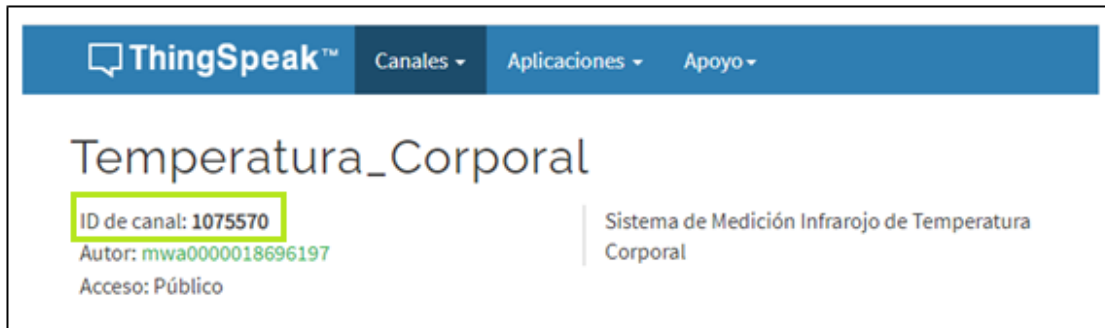 ThingSpeak™ Canales Aplicaciones Apoyo
Temperatura_Corporal
ID de canal: 1075570
Autor: mwa0000018696197
Acceso: Público
Sistema de Medición Infrarojo de Temperatura
Corporal